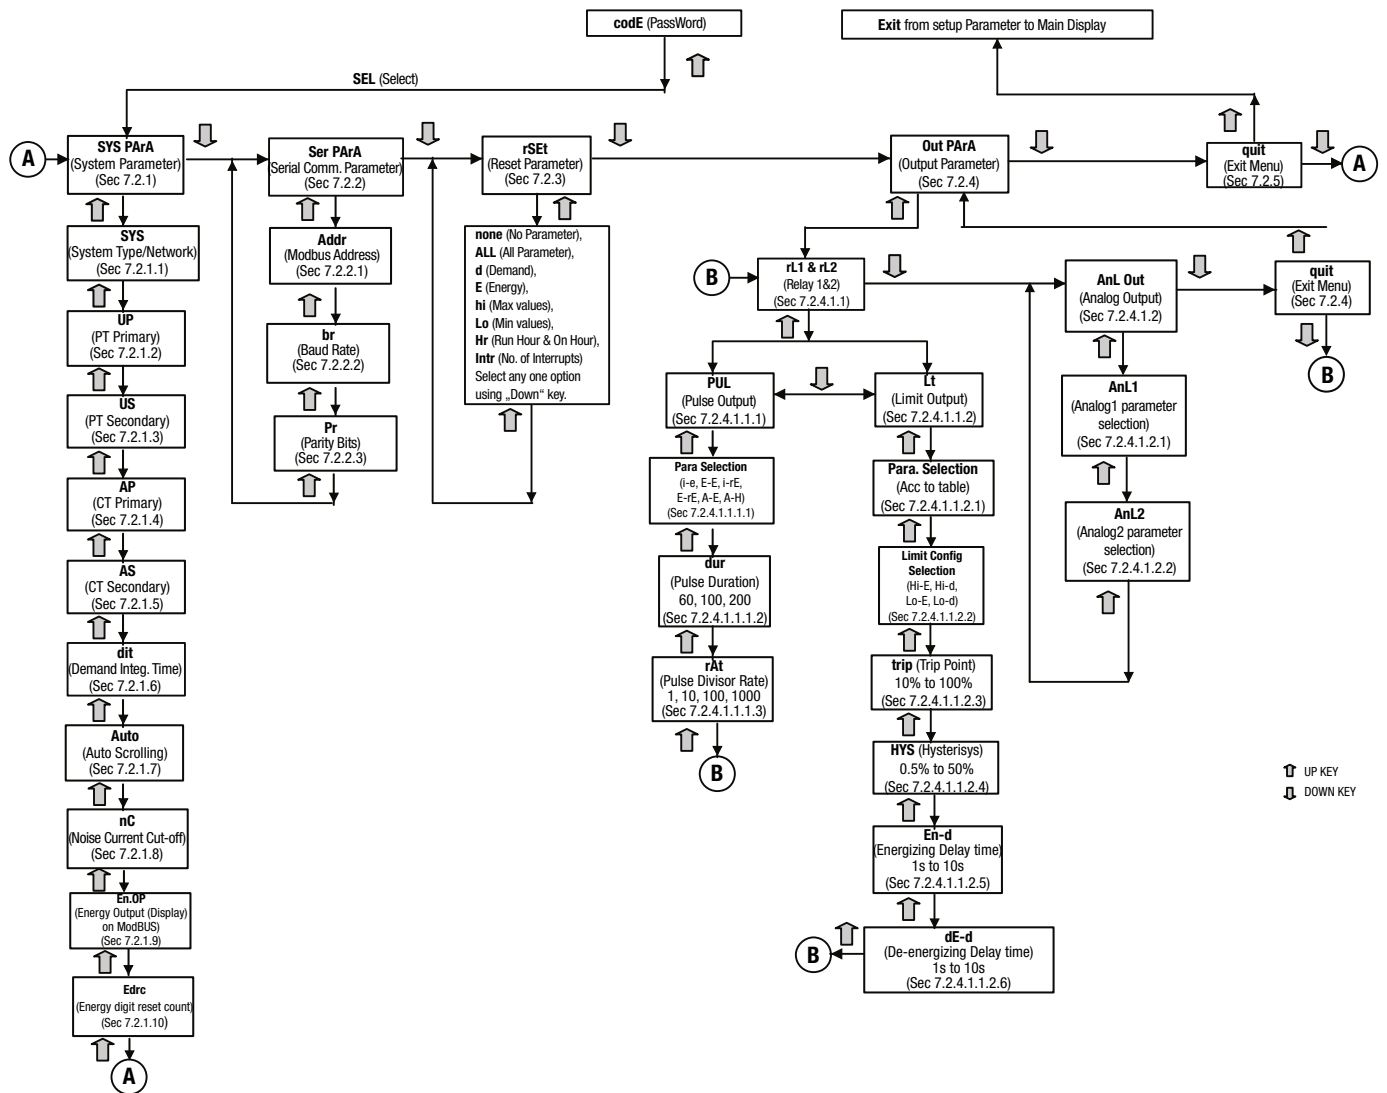 codE (PassWord)
Exit from setup Parameter to Main Display
SEL (Select)
A
SYS PArA
(System Parameter)
(Sec 7.2.1)
Ser PArA
(Serial Comm. Parameter)
(Sec 7.2.2)
rSEt
(Reset Parameter)
(Sec 7.2.3)
Out PArA
(Output Parameter)
(Sec 7.2.4)
quit
(Exit Menu)
(Sec 7.2.5)
A
SYS
(System Type/Network)
(Sec 7.2.1.1)
UP
(PT Primary)
(Sec 7.2.1.2)
US
(PT Secondary)
(Sec 7.2.1.3)
AP
(CT Primary)
(Sec 7.2.1.4)
AS
(CT Secondary)
(Sec 7.2.1.5)
dit
(Demand Integ. Time)
(Sec 7.2.1.6)
Auto
(Auto Scrolling)
(Sec 7.2.1.7)
nC
(Noise Current Cut-off)
(Sec 7.2.1.8)
En.OP
(Energy Output (Display)
on ModBUS)
(Sec 7.2.1.9)
Edrc
(Energy digit reset count)
(Sec 7.2.1.10)
A
Addr
(Modbus Address)
(Sec 7.2.2.1)
br
(Baud Rate)
(Sec 7.2.2.2)
Pr
(Parity Bits)
(Sec 7.2.2.3)
none (No Parameter),
ALL (All Parameter),
d (Demand),
E (Energy),
hi (Max values),
Lo (Min values),
Hr (Run Hour & On Hour),
Intr (No. of Interrupts)
Select any one option
using „Down“ key.
B
rL1 & rL2
(Relay 1&2)
(Sec 7.2.4.1.1)
AnL Out
(Analog Output)
(Sec 7.2.4.1.2)
quit
(Exit Menu)
(Sec 7.2.4)
B
PUL
(Pulse Output)
(Sec 7.2.4.1.1.1)
Para Selection
(i-e, E-E, i-rE,
E-rE, A-E, A-H)
(Sec 7.2.4.1.1.1.1)
dur
(Pulse Duration)
60, 100, 200
(Sec 7.2.4.1.1.1.2)
rAt
(Pulse Divisor Rate)
1, 10, 100, 1000
(Sec 7.2.4.1.1.1.3)
B
Lt
(Limit Output)
(Sec 7.2.4.1.1.2)
Para. Selection
(Acc to table)
(Sec 7.2.4.1.1.2.1)
Limit Config
Selection
(Hi-E, Hi-d,
Lo-E, Lo-d)
(Sec 7.2.4.1.1.2.2)
trip (Trip Point)
10% to 100%
(Sec 7.2.4.1.1.2.3)
HYS (Hysterisys)
0.5% to 50%
(Sec 7.2.4.1.1.2.4)
En-d
(Energizing Delay time)
1s to 10s
(Sec 7.2.4.1.1.2.5)
B
dE-d
(De-energizing Delay time)
1s to 10s
(Sec 7.2.4.1.1.2.6)
AnL1
(Analog1 parameter
selection)
(Sec 7.2.4.1.2.1)
AnL2
(Analog2 parameter
selection)
(Sec 7.2.4.1.2.2)
UP KEY
DOWN KEY